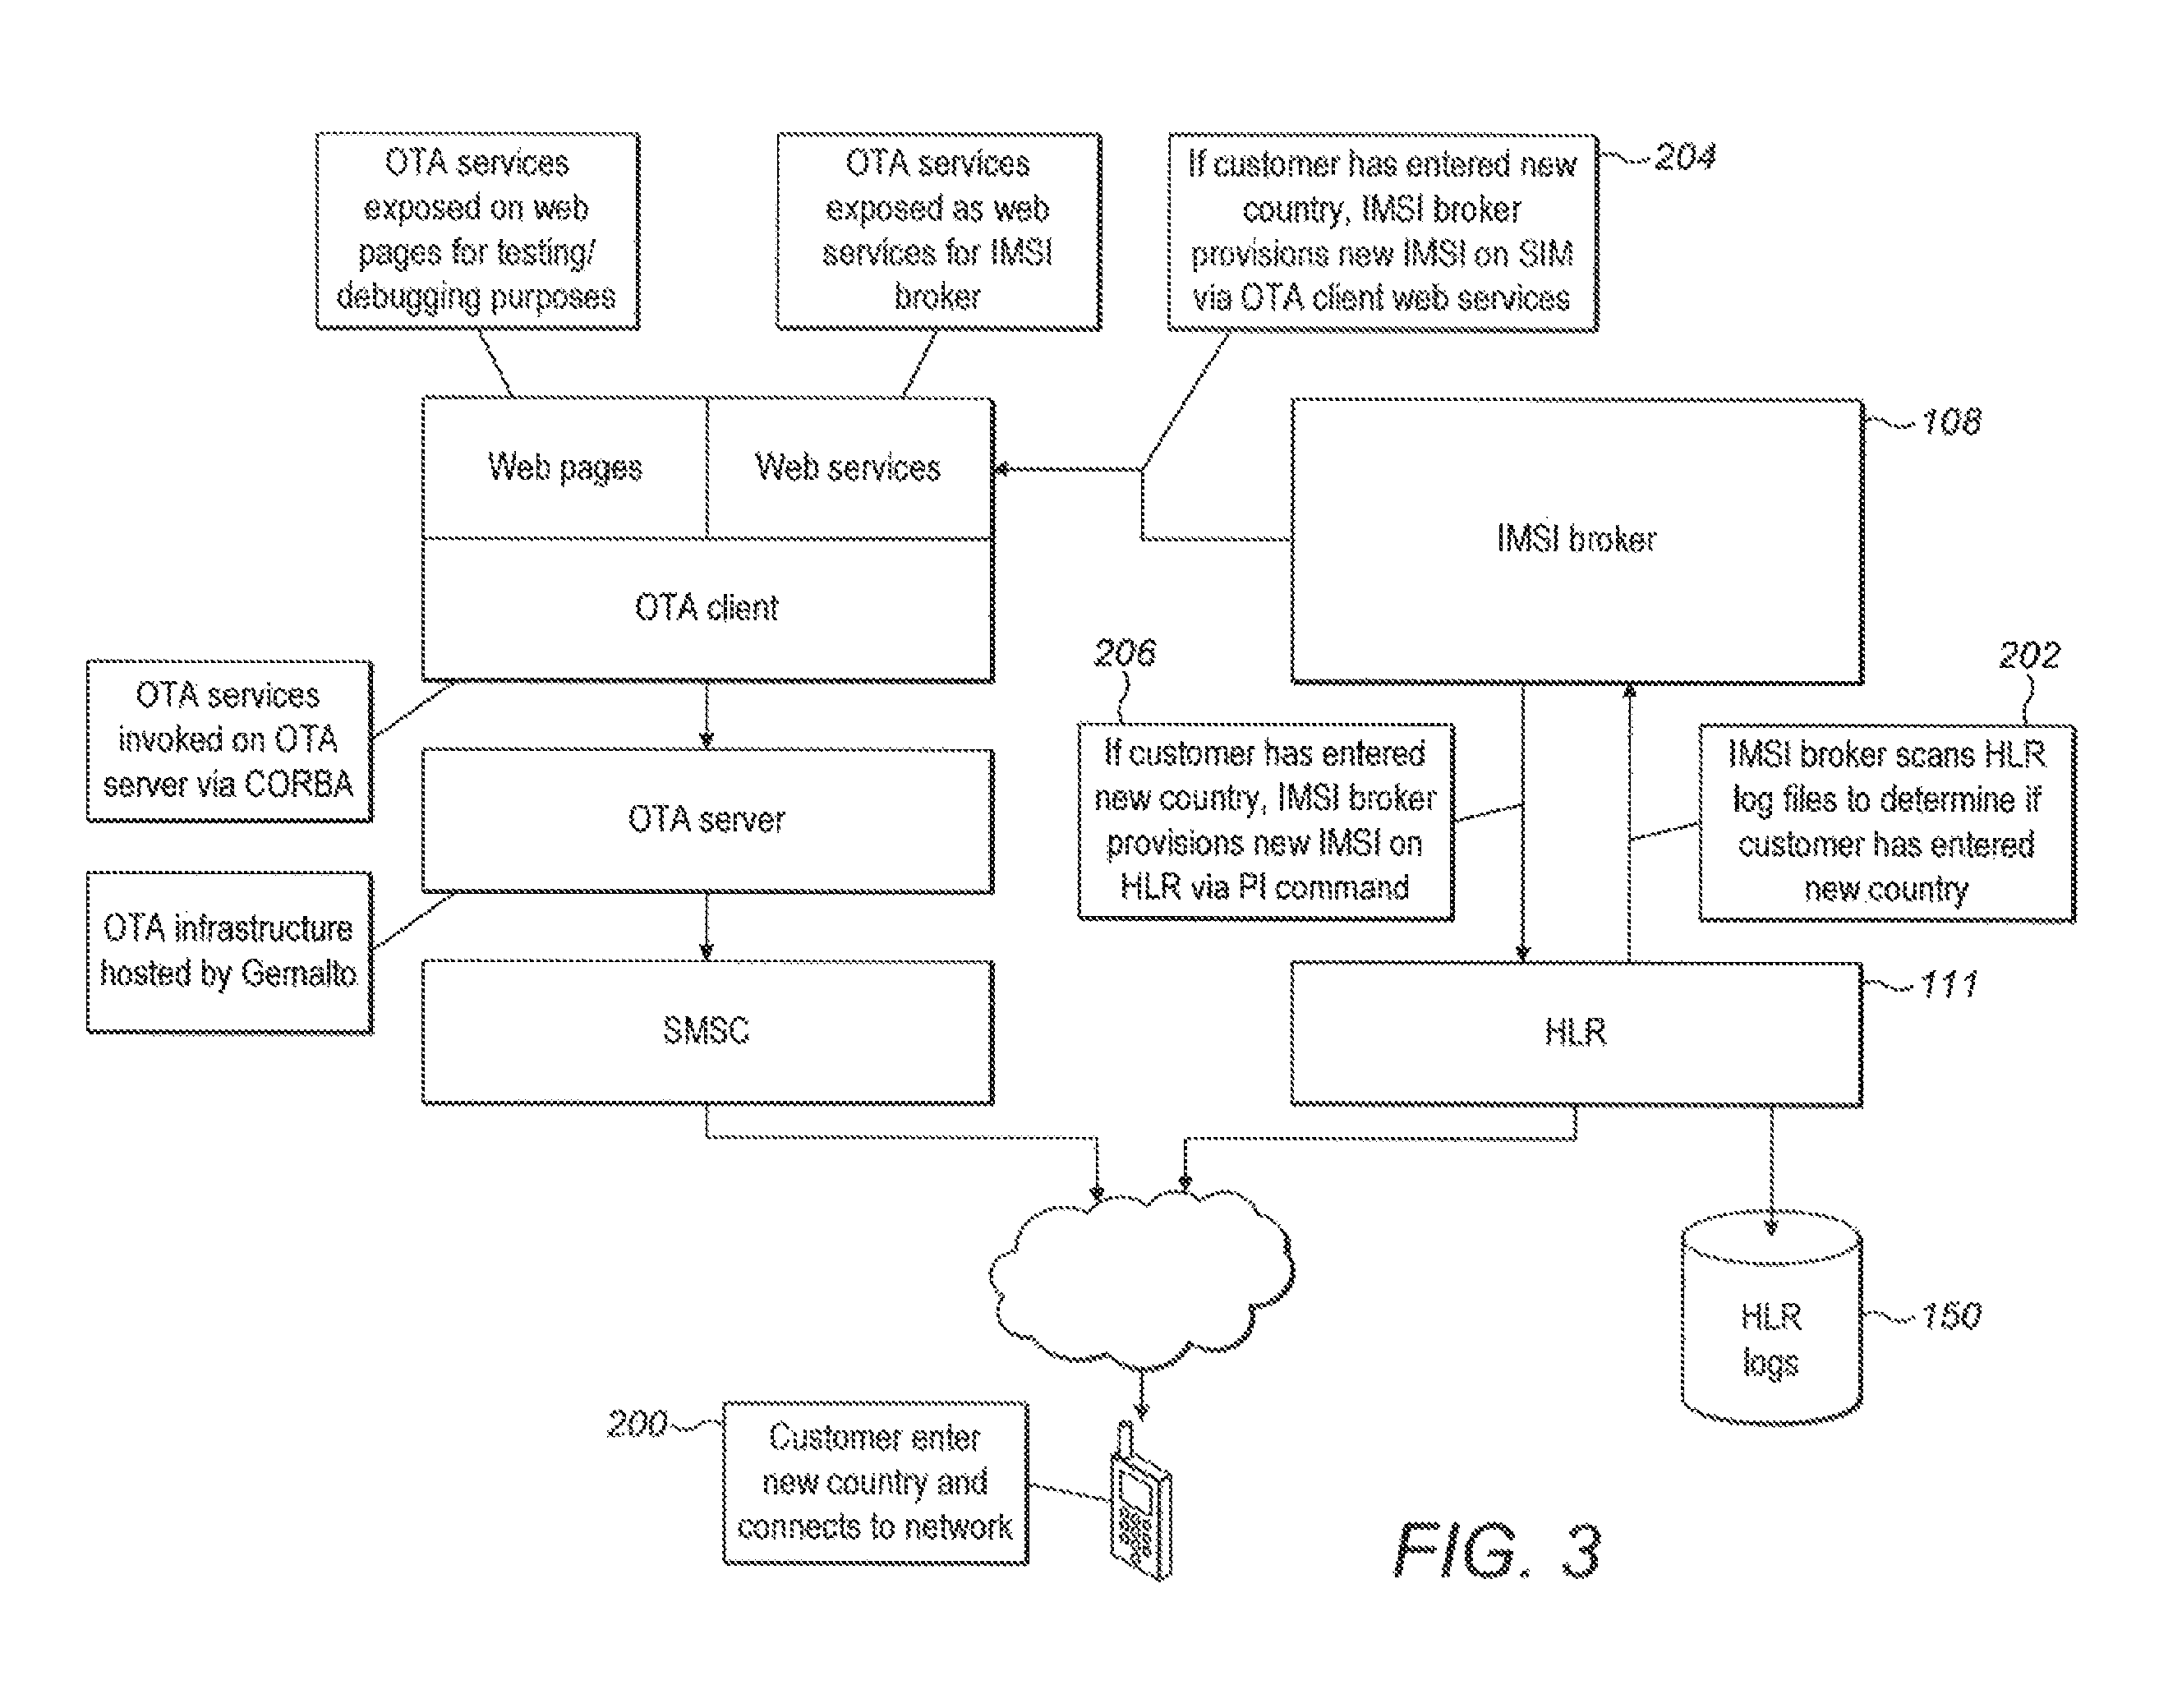 OTA services
exposed on web
pages for testing/
debugging purposes
OTA services
exposed as web
services for IMSI
broker
If customer has entered new
country, IMSI broker
provisions new IMSI on SIM
via OTA client web services
204
Web pages
Web services
OTA client
IMSI broker
108
OTA services
invoked on OTA
server via CORBA
OTA server
206
If customer has entered
new country, IMSI broker
provisions new IMSI on
HLR via PI command
202
IMSI broker scans HLR
log files to determine if
customer has entered
new country
OTA infrastructure
hosted by Gemalto
SMSC
HLR
111
HLR
logs
150
200
Customer enter
new country and
connects to network
FIG. 3